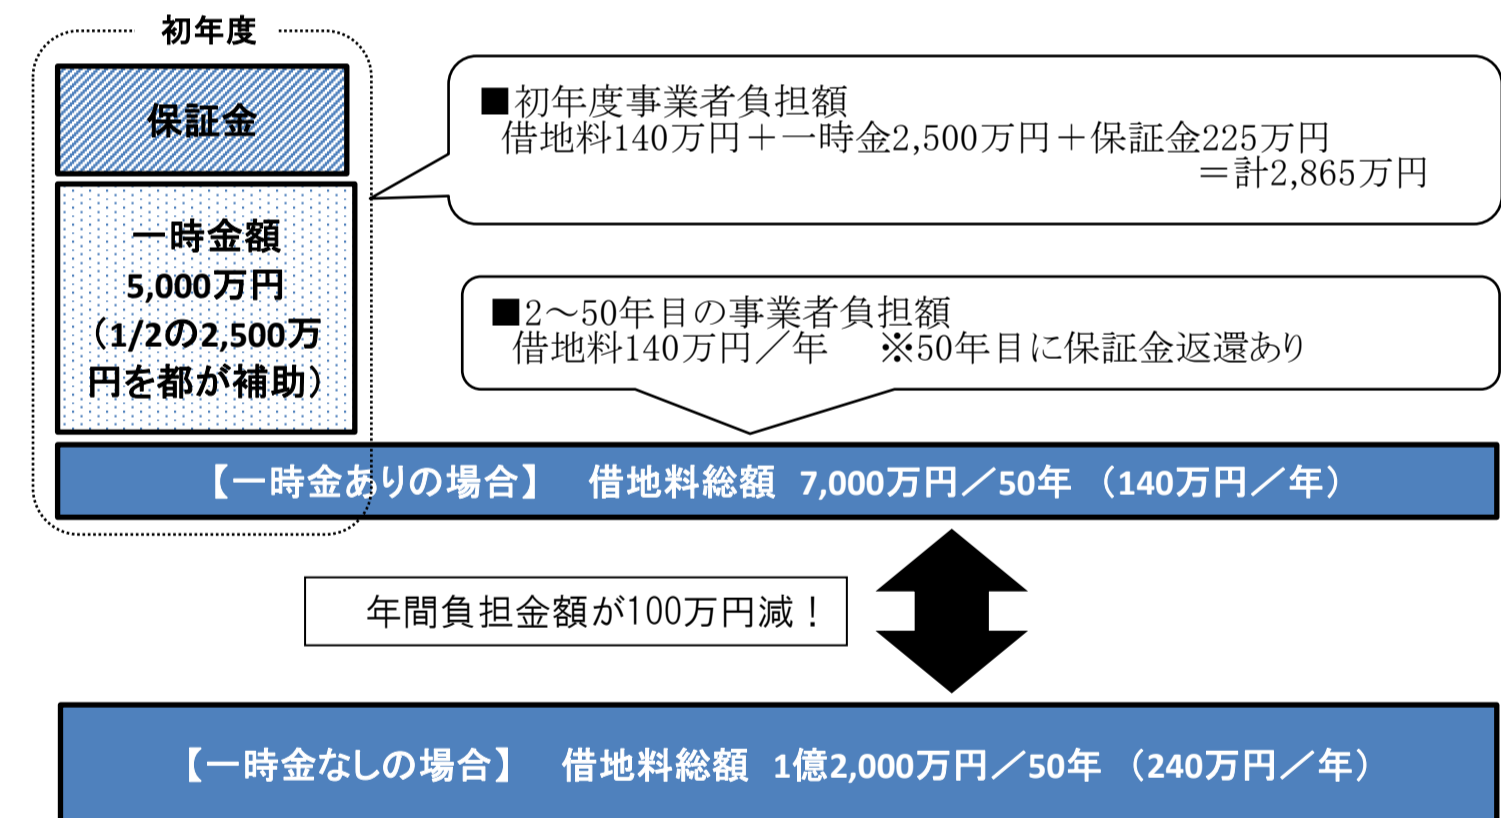 初年度
保証金
一時金額
5,000万円
（1/2の2,500万
円を都が補助）
■初年度事業者負担額
借地料140万円＋一時金2,500万円＋保証金225万円
＝計2,865万円
■2～50年目の事業者負担額
借地料140万円／年　※50年目に保証金返還あり
【一時金ありの場合】　借地料総額 7,000万円／50年 （140万円／年）
年間負担金額が100万円減！
【一時金なしの場合】　借地料総額 1億2,000万円／50年 （240万円／年）